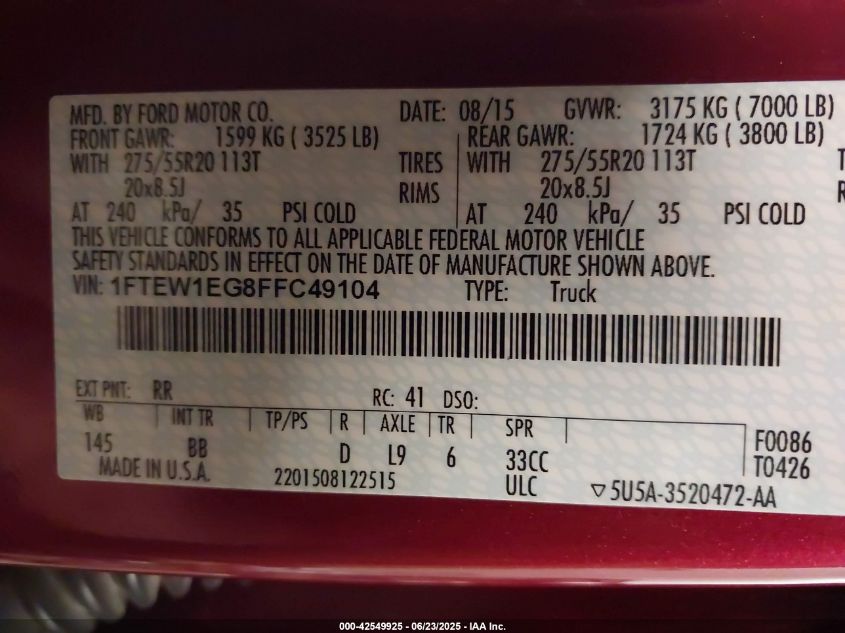 MFD. BY FORD MOTOR CO. DATE: 08/15 GVWR: 3175 KG ( 7000 LB)
FRONT GAWR: 1599 KG ( 3525 LB) REAR GAWR: 1724 KG ( 3800 LB)
WITH 275/55R20 113T TIRES WITH 275/55R20 113T
20x8.5J RIMS 20x8.5J
AT 240 kPa/ 35 PSI COLD AT 240 kPa/ 35 PSI COLD
THIS VEHICLE CONFORMS TO ALL APPLICABLE FEDERAL MOTOR VEHICLE
SAFETY STANDARDS IN EFFECT ON THE DATE OF MANUFACTURE SHOWN ABOVE.
VIN: 1FTEW1EG8FFC49104 TYPE: Truck
EXT PNT: RR RC: 41 DSO:
WB INT TR TP/PS R AXLE TR SPR
145 BB D L9 6 33CC F0086
MADE IN U.S.A. 2201508122515 ULC T0426
▽5U5A-3520472-AA
000-42549925 - 06/23/2025 - IAA Inc.